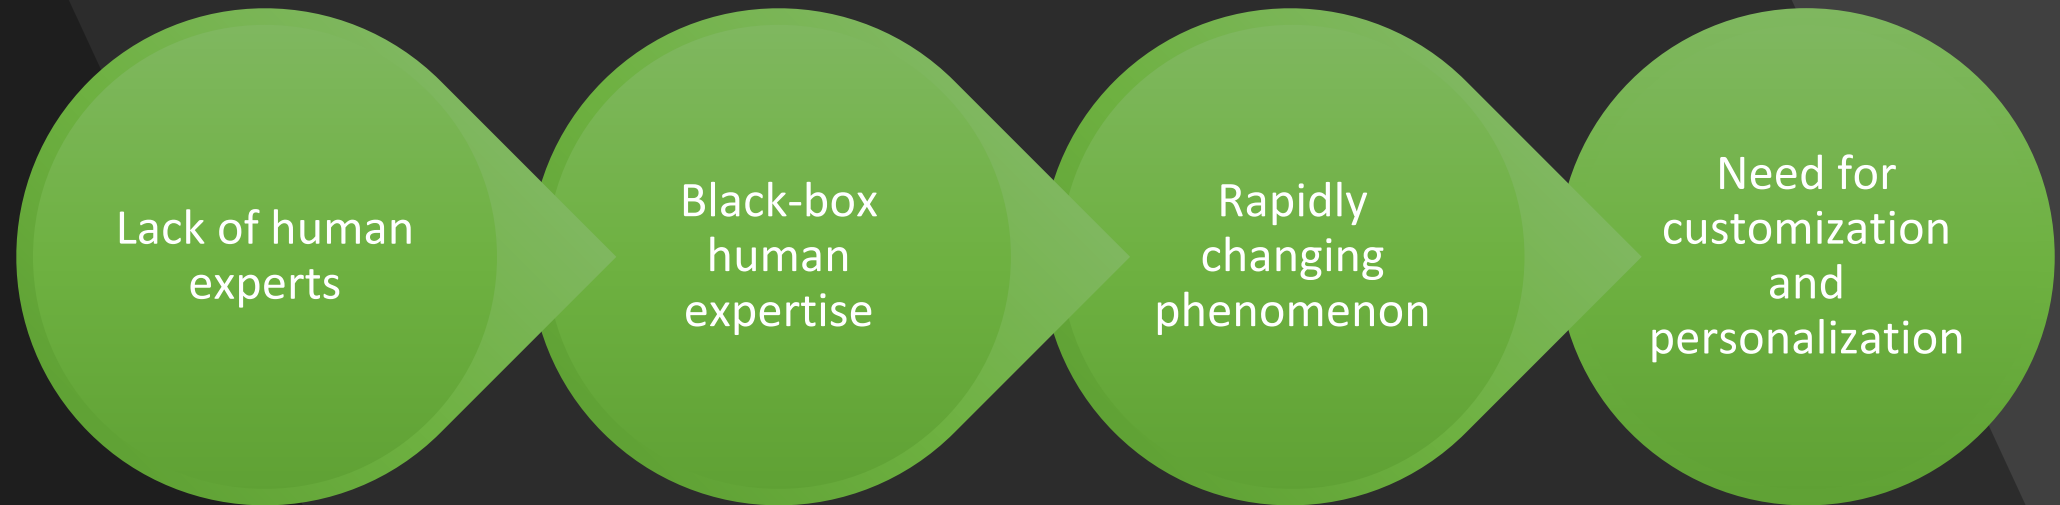 Lack of human
experts
Black-box
human
expertise
Rapidly
changing
phenomenon
Need for
customization
and
personalization